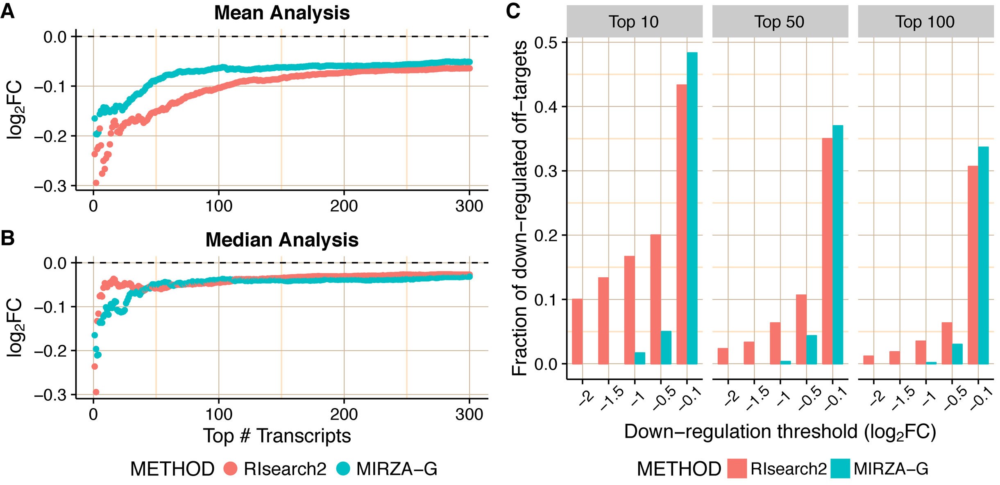 A
Mean Analysis
0.0
−0.1
−0.2
−0.3
log2FC
0 100 200 300
B
Median Analysis
0.0
−0.1
−0.2
−0.3
log2FC
0 100 200 300
Top # Transcripts
METHOD RIsearch2 MIRZA−G
C
Top 10 Top 50 Top 100
0.5
0.4
0.3
0.2
0.1
0.0
Fraction of down−regulated off−targets
−2 −1.5 −1 −0.5 −0.1 −2 −1.5 −1 −0.5 −0.1 −2 −1.5 −1 −0.5 −0.1
Down−regulation threshold (log2FC)
METHOD RIsearch2 MIRZA−G